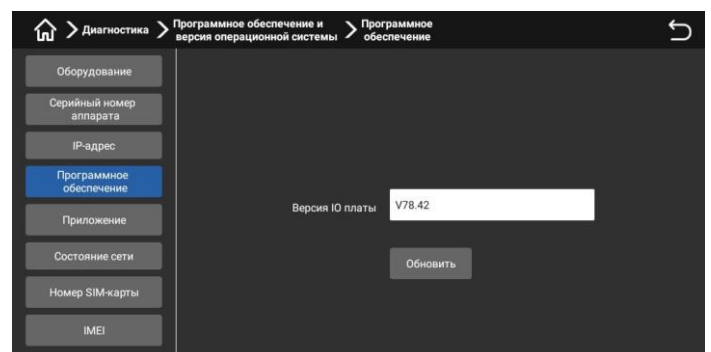 Диагностика
Программное обеспечение и
версия операционной системы
Программное
обеспечение
Оборудование
Серийный номер
аппарата
IP-адрес
Программное
обеспечение
Приложение
Состояние сети
Номер SIM-карты
IMEI
Версия IO платы
V78.42
Обновить